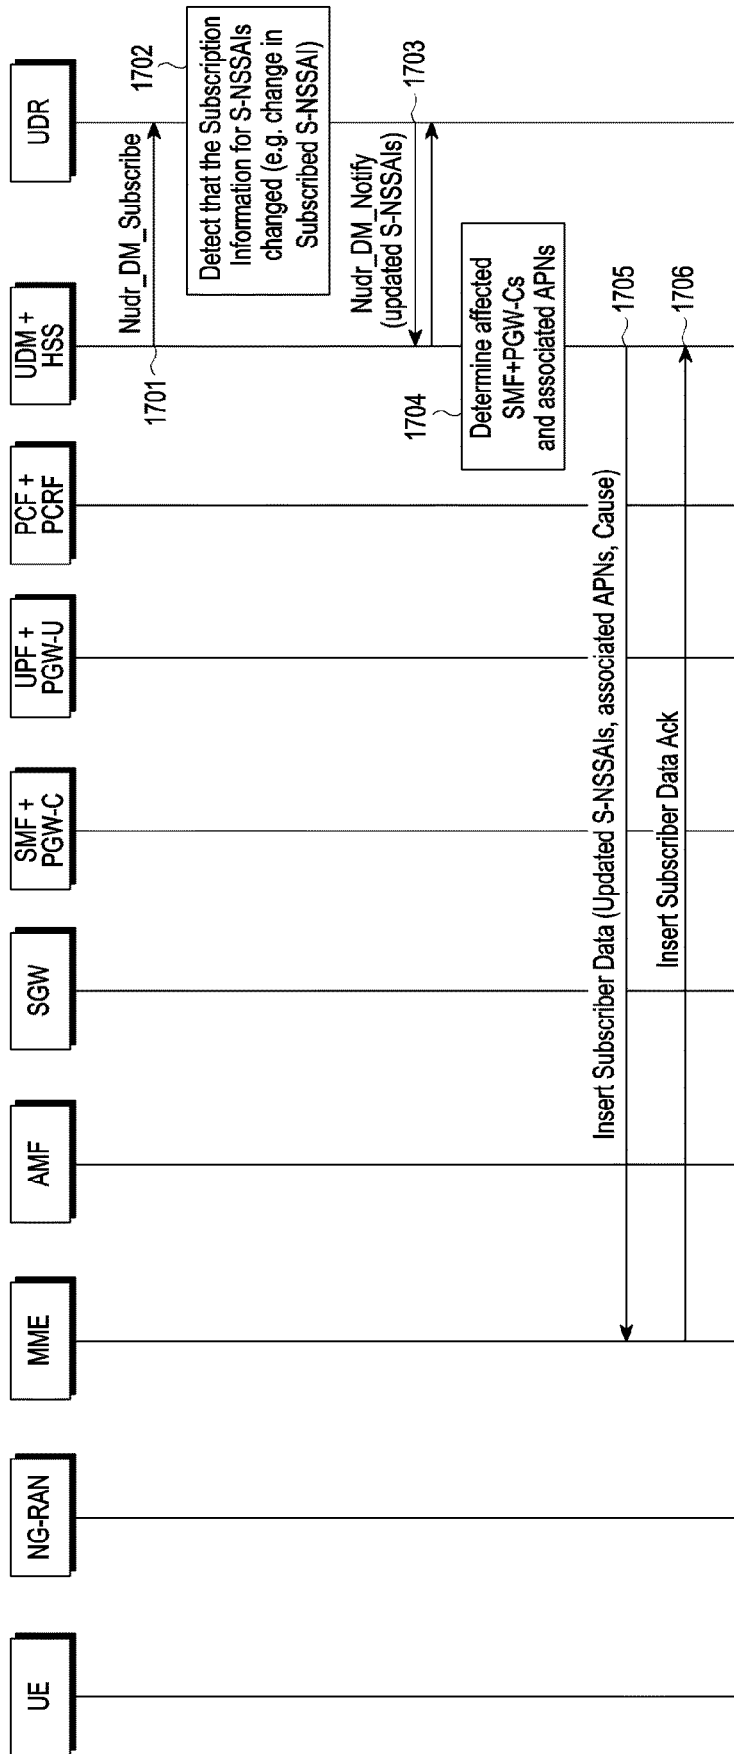 UE
NG-RAN
MME
AMF
SGW
SMF +
PGW-C
UPF +
PGW-U
PCF +
PCRF
UDM +
HSS
UDR
Nudr_DM_Subscribe
1701
1702
Detect that the Subscription
Information for S-NSSAIs
changed (e.g. change in
Subscribed S-NSSAI)
Nudr_DM_Notify
(updated S-NSSAIs)
1703
1704
Determine affected
SMF+PGW-Cs
and associated APNs
Insert Subscriber Data (Updated S-NSSAIs, associated APNs, Cause)
1705
Insert Subscriber Data Ack
1706